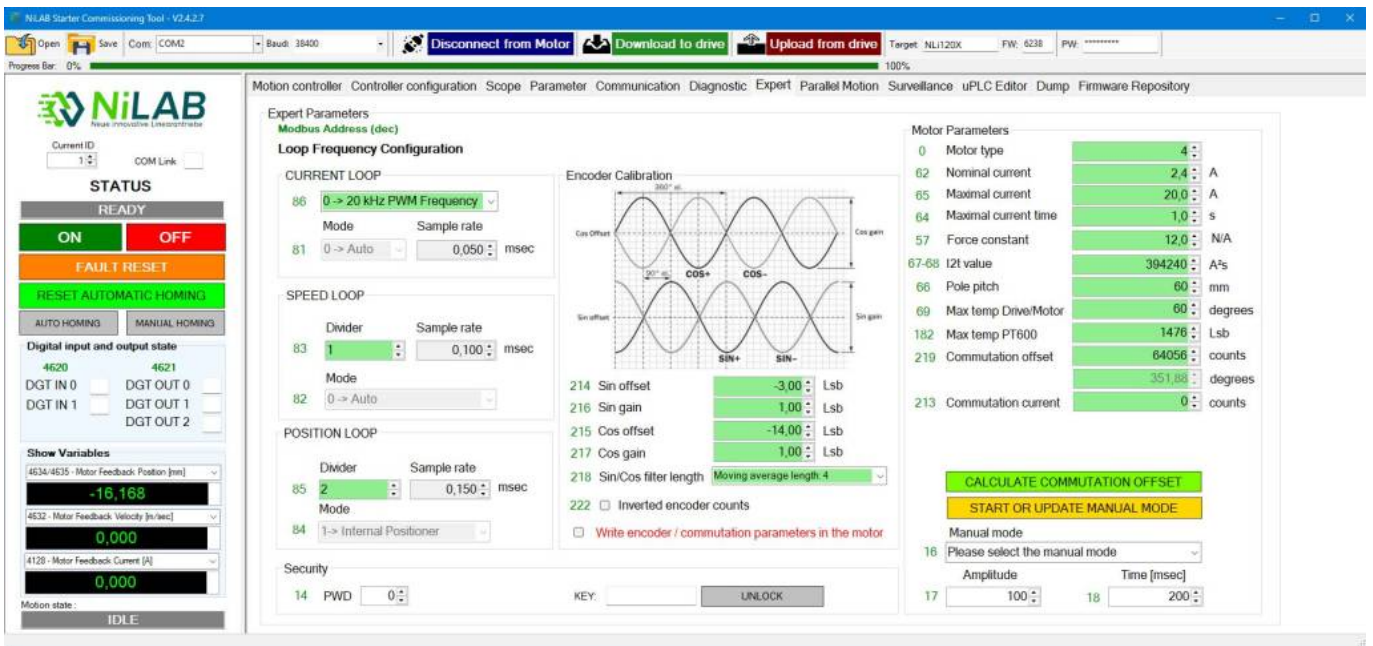 NiLAB Starter Commissioning Tool - V2.4.2.7
Open Save Com: COM2 Baud: 38400 Disconnect from Motor Download to drive Upload from drive Target: NLi120X FW: 6238 PW: *********
Progress Bar: 0% 100%
Motion controller Controller configuration Scope Parameter Communication Diagnostic Expert Parallel Motion Surveillance uPLC Editor Dump Firmware Repository
NiLAB
Neue innovative Linearantriebe
Current ID
1 COM Link
STATUS
READY
ON OFF
FAULT RESET
RESET AUTOMATIC HOMING
AUTO HOMING MANUAL HOMING
Digital input and output state
4620 4621
DGT IN 0 DGT OUT 0
DGT IN 1 DGT OUT 1
DGT OUT 2
Show Variables
4634/4635 - Motor Feedback Position [mm]
-16,168
4632 - Motor Feedback Velocity [m/sec]
0,000
4128 - Motor Feedback Current [A]
0,000
Motion state :
IDLE
Expert Parameters
Modbus Address (dec)
Loop Frequency Configuration
CURRENT LOOP
86 0 -> 20 kHz PWM Frequency
Mode Sample rate
81 0 -> Auto 0,050 msec
SPEED LOOP
Divider Sample rate
83 1 0,100 msec
Mode
82 0 -> Auto
POSITION LOOP
Divider Sample rate
85 2 0,150 msec
Mode
84 1-> Internal Positioner
Security
14 PWD 0 KEY: UNLOCK
Encoder Calibration
360° el.
Cos Offset Cos gain
90° el. COS+ COS-
Sin offset Sin gain
SIN+ SIN-
214 Sin offset -3,00 Lsb
216 Sin gain 1,00 Lsb
215 Cos offset -14,00 Lsb
217 Cos gain 1,00 Lsb
218 Sin/Cos filter length Moving average length: 4
222 Inverted encoder counts
Write encoder / commutation parameters in the motor
Motor Parameters
0 Motor type 4
62 Nominal current 2,4 A
65 Maximal current 20,0 A
64 Maximal current time 1,0 s
57 Force constant 12,0 N/A
67-68 I2t value 394240 A²s
66 Pole pitch 60 mm
69 Max temp Drive/Motor 60 degrees
182 Max temp PT600 1476 Lsb
219 Commutation offset 64056 counts
351,88 degrees
213 Commutation current 0 counts
CALCULATE COMMUTATION OFFSET
START OR UPDATE MANUAL MODE
Manual mode
16 Please select the manual mode
Amplitude Time [msec]
17 100 18 200